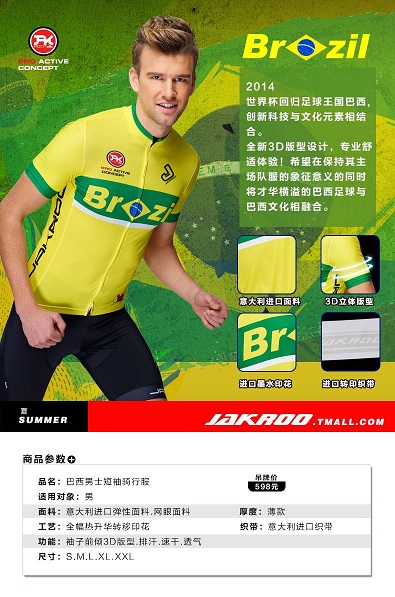 JAK
PRO ACTIVE
CONCEPT
Brazil
2014
世界杯回归足球王国巴西，
创新科技与文化元素相结
合。
全新3D版型设计，专业舒
适体验！希望在保持其主
场队服的象征意义的同时
将才华横溢的巴西足球与
巴西文化相融合。
PRO ACTIVE
CONCEPT
Brazi
意大利进口面料
3D立体版型
Br
进口墨水印花
进口转印织带
夏
SUMMER
JAKROO.TMALL.COM
商品参数
品名：巴西男士短袖骑行服
吊牌价
598元
适用对象：男
面料：意大利进口弹性面料.网眼面料
厚度：薄款
工艺：全幅热升华转移印花
织带：意大利进口织带
功能：袖子前倾3D版型.排汗.速干.透气
尺寸：S.M.L.XL.XXL